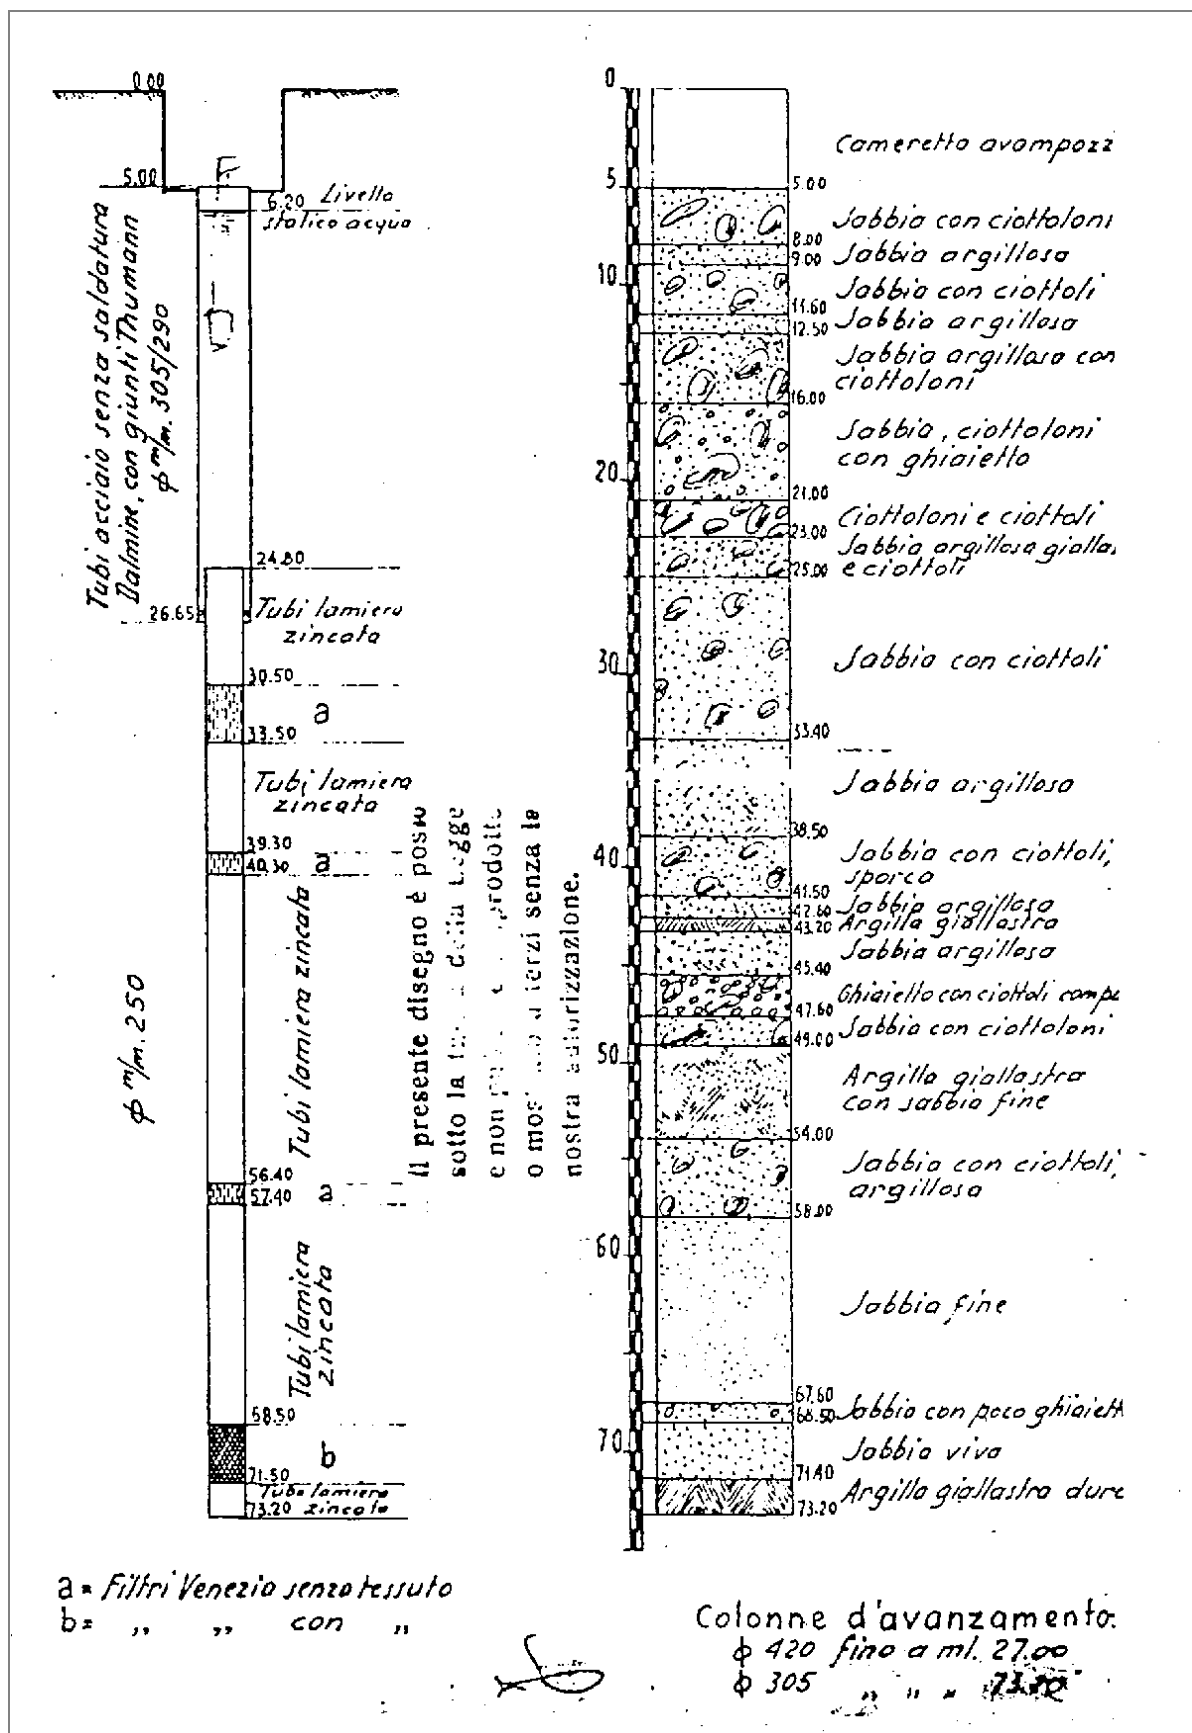 0.00
5.00
6.20 Livello
statico acqua
Tubi acciaio senza saldatura
Dalmine, con giunti Thumann
ϕ m/m. 305/290
24.80
26.65
Tubi lamiera
zincata
30.50
a
33.50
Tubi lamiera
zincata
39.30
40.30
a
Tubi lamiera zincata
ϕ m/m. 250
56.40
57.40
a
Tubi lamiera
zincata
68.50
b
71.50
Tubo lamiera
73.20 zincata
Il presente disegno è posto
sotto la della Legge
e non prodotto
o mos a terzi senza la
nostra autorizzazione.
0
5
10
20
30
40
50
60
70
Cameretta avampozz
5.00
Sabbia con ciottoloni
8.00
9.00 Sabbia argillosa
Sabbia con ciottoli
11.60
12.50 Sabbia argillosa
Sabbia argillosa con
ciottoloni
16.00
Sabbia, ciottoloni
con ghiaietto
21.00
Ciottoloni e ciottoli
23.00
Sabbia argillosa gialla
25.00 e ciottoli
Sabbia con ciottoli
33.40
Sabbia argillosa
38.50
Sabbia con ciottoli,
sporca
41.50
42.60 Sabbia argillosa
43.20 Argilla giallastra
Sabbia argillosa
45.40
Ghiaiello con ciottoli compa
47.60
Sabbia con ciottoloni
49.00
Argilla giallastra
con sabbia fine
54.00
Sabbia con ciottoli,
argillosa
58.00
Sabbia fine
67.60
68.50 Sabbia con poco ghiaiett
Sabbia viva
71.40
Argilla giallastra dura
73.20
a = Filtri Venezia senza tessuto
b = ,, ,, con ,,
Colonne d'avanzamento:
ϕ 420 fino a ml. 27.00
ϕ 305 ,, ,, ,, 73.20